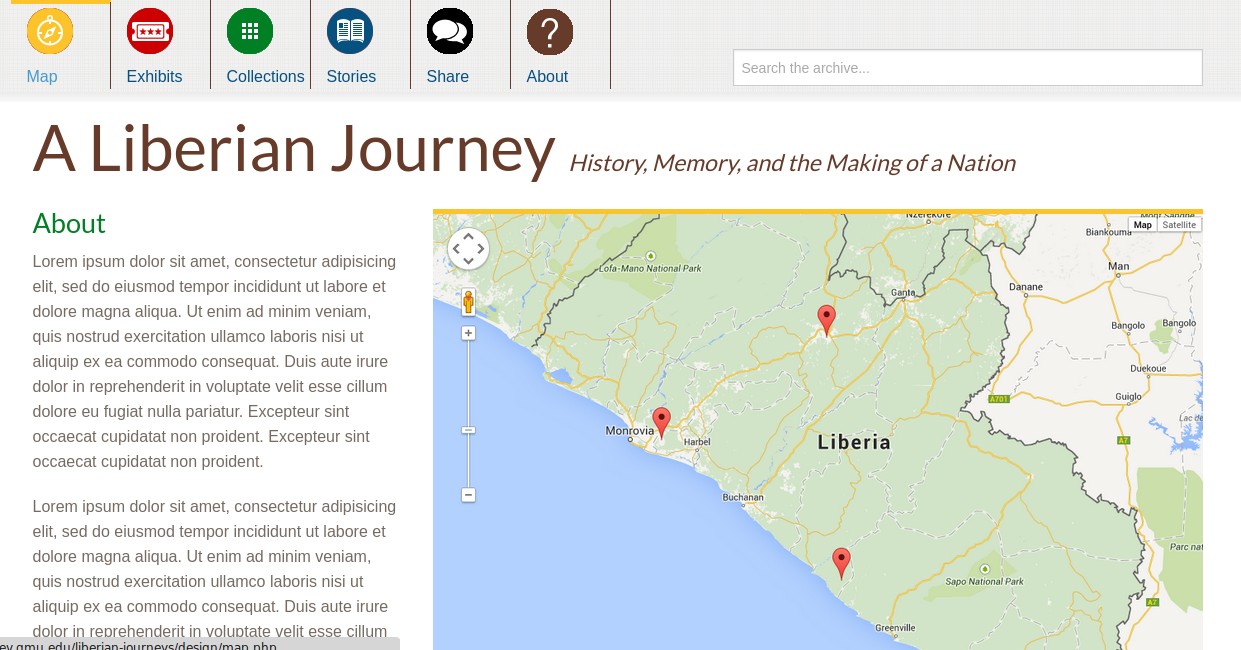 Map
Exhibits
Collections
Stories
Share
About
Search the archive...
A Liberian Journey History, Memory, and the Making of a Nation
About
Lorem ipsum dolor sit amet, consectetur adipisicing
elit, sed do eiusmod tempor incididunt ut labore et
dolore magna aliqua. Ut enim ad minim veniam,
quis nostrud exercitation ullamco laboris nisi ut
aliquip ex ea commodo consequat. Duis aute irure
dolor in reprehenderit in voluptate velit esse cillum
dolore eu fugiat nulla pariatur. Excepteur sint
occaecat cupidatat non proident. Excepteur sint
occaecat cupidatat non proident.
Lorem ipsum dolor sit amet, consectetur adipisicing
elit, sed do eiusmod tempor incididunt ut labore et
dolore magna aliqua. Ut enim ad minim veniam,
quis nostrud exercitation ullamco laboris nisi ut
aliquip ex ea commodo consequat. Duis aute irure
dolor in reprehenderit in voluptate velit esse cillum
ey.gmu.edu/liberian-journeys/design/map.php
Nzerekore
Map Satellite
Biankouma
Lofa-Mano National Park
Man
Danane
Ganta
Bangolo
Bangolo
Duekoue
A701
Guiglo
Lac de
Monrovia
Harbel
Liberia
A7
Buchanan
Parc nat
Sapo National Park
A7
Greenville